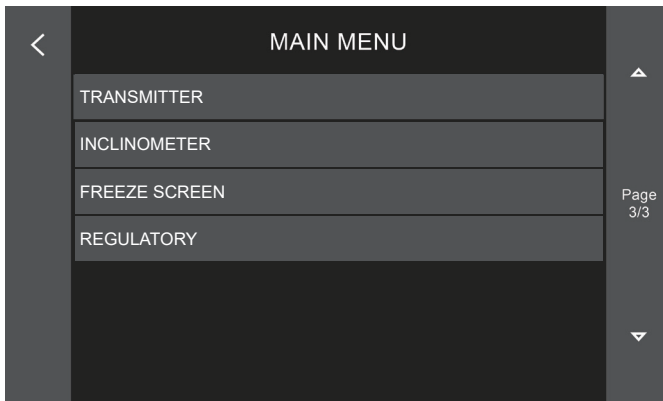 MAIN MENU
TRANSMITTER
INCLINOMETER
FREEZE SCREEN
REGULATORY
Page
3/3